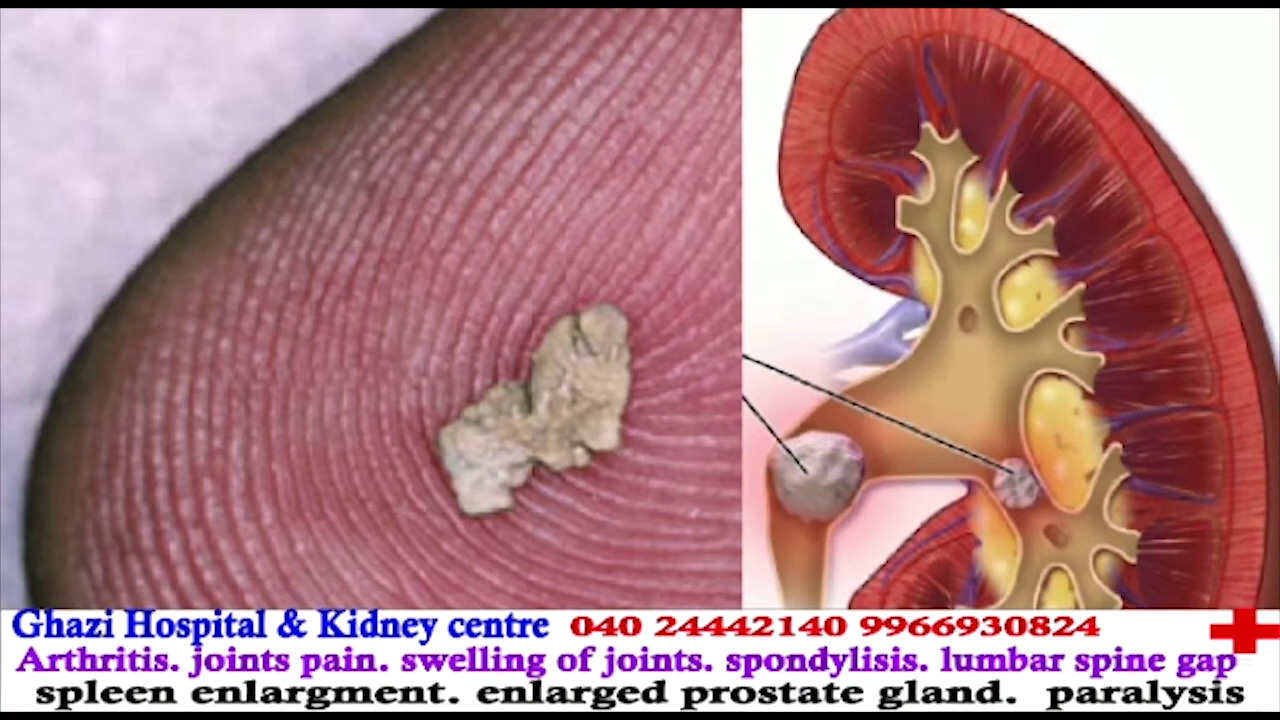 Ghazi Hospital & Kidney centre 040 24442140 9966930824
Arthritis. joints pain. swelling of joints. spondylisis. lumbar spine gap
spleen enlargment. enlarged prostate gland. paralysis